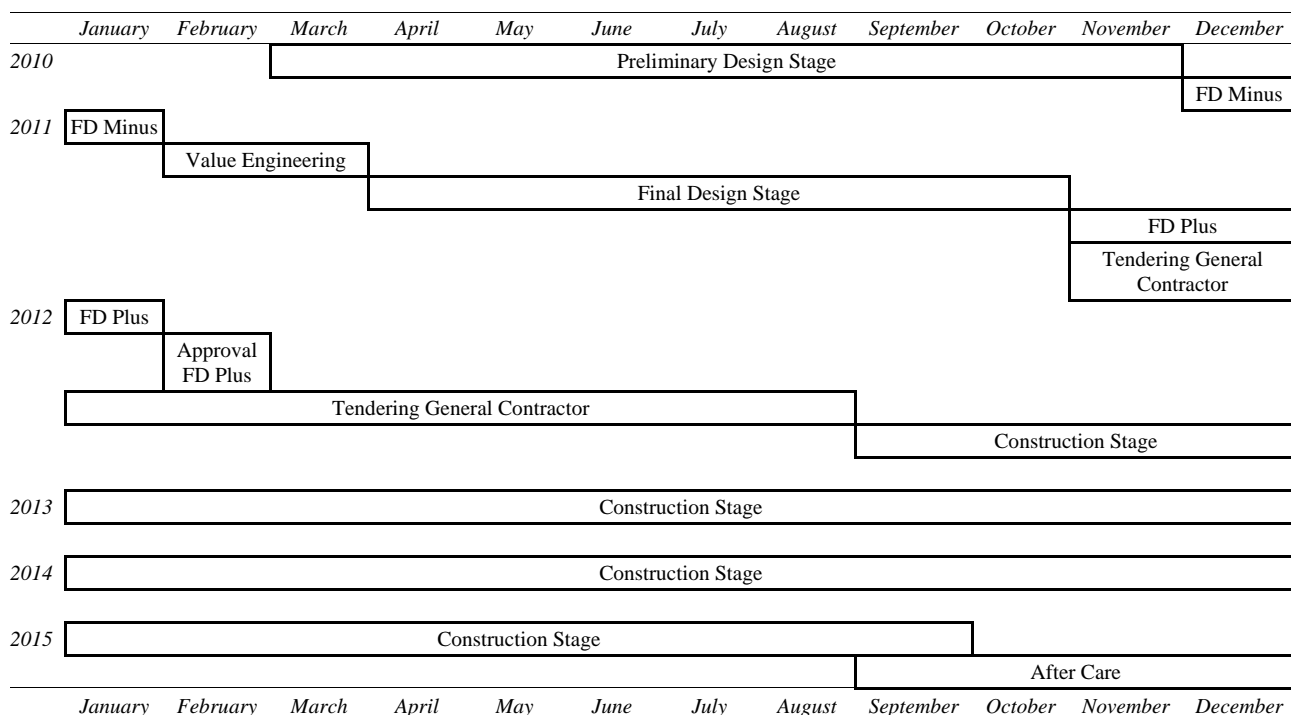 January February March April May June July August September October November December
2010 Preliminary Design Stage
FD Minus
2011 FD Minus
Value Engineering
Final Design Stage
FD Plus
Tendering General
Contractor
2012 FD Plus
Approval
FD Plus
Tendering General Contractor
Construction Stage
2013 Construction Stage
2014 Construction Stage
2015 Construction Stage
After Care
January February March April May June July August September October November December